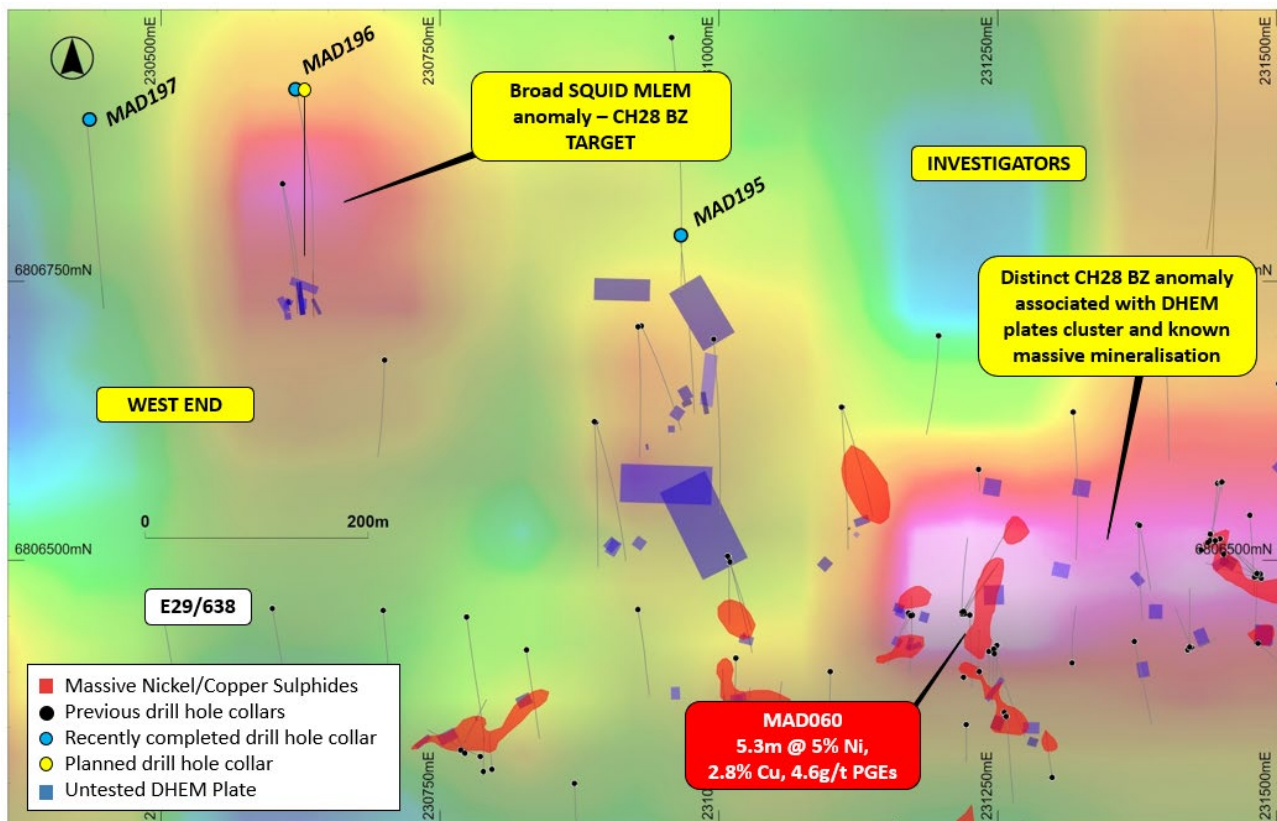 230500mE
230750mE
231000mE
231250mE
231500mE
MAD197
MAD196
Broad SQUID MLEM
anomaly – CH28 BZ
TARGET
INVESTIGATORS
MAD195
6806750mN
Distinct CH28 BZ anomaly
associated with DHEM
plates cluster and known
massive mineralisation
WEST END
0
200m
6806500mN
6806500mN
E29/638
Massive Nickel/Copper Sulphides
Previous drill hole collars
Recently completed drill hole collar
Planned drill hole collar
Untested DHEM Plate
MAD060
5.3m @ 5% Ni,
2.8% Cu, 4.6g/t PGEs
230750mE
231250mE
231500mE